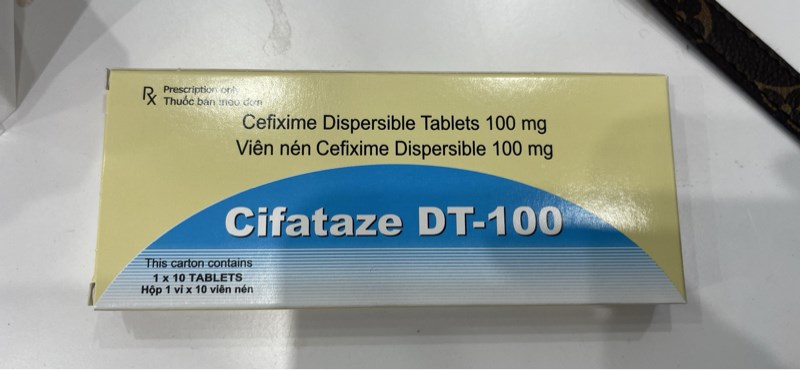 Rx Prescription only
Thuốc bán theo đơn
Cefixime Dispersible Tablets 100 mg
Viên nén Cefixime Dispersible 100 mg
Cifataze DT-100
This carton contains
1 x 10 TABLETS
Hộp 1 vỉ x 10 viên nén